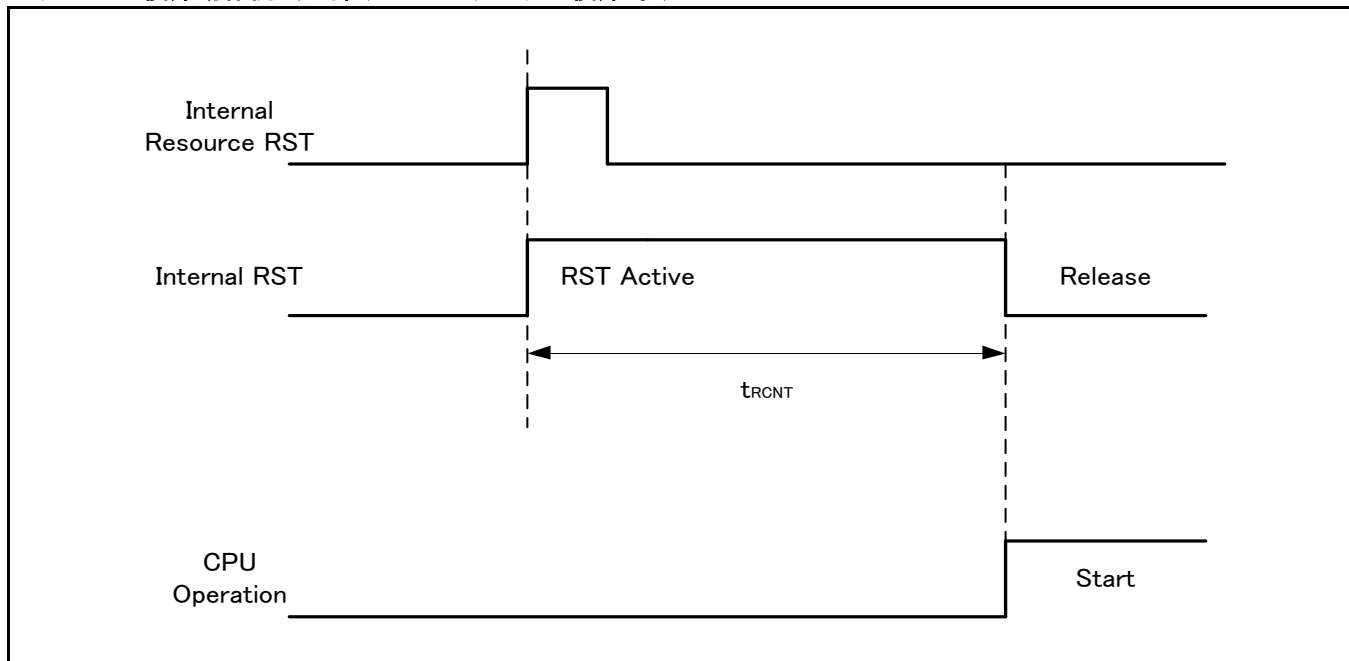 Internal
Resource RST
Internal RST
RST Active
Release
tRCNT
CPU
Operation
Start